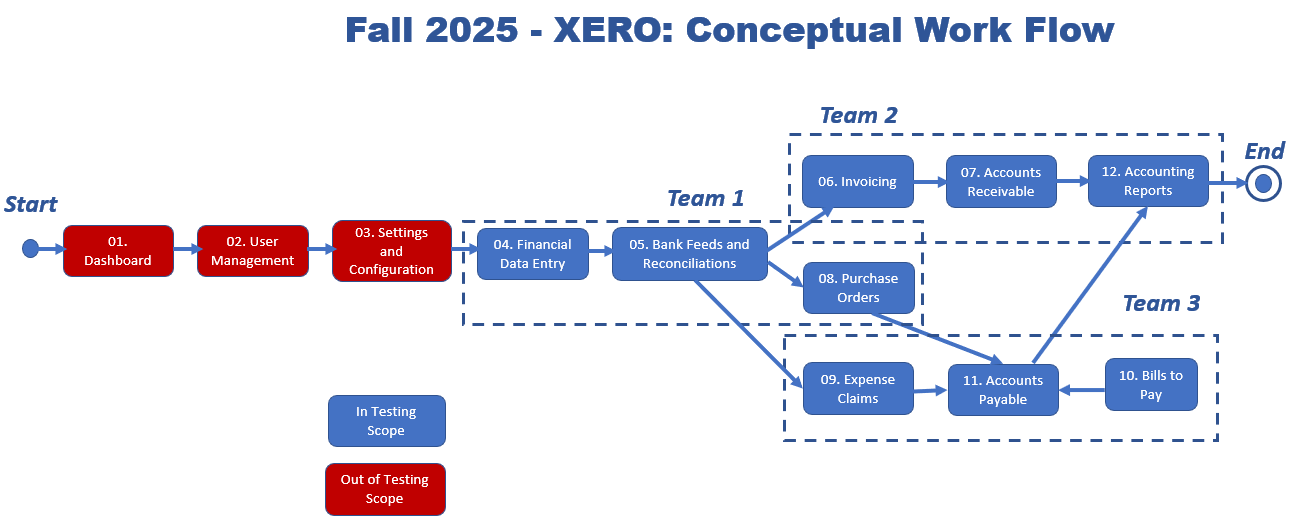 Fall 2025 - XERO: Conceptual Work Flow
Team 2
End
06. Invoicing
07. Accounts
Receivable
12. Accounting
Reports
Start
Team 1
01.
Dashboard
02. User
Management
03. Settings
and
Configuration
04. Financial
Data Entry
05. Bank Feeds and
Reconciliations
08. Purchase
Orders
Team 3
09. Expense
Claims
11. Accounts
Payable
10. Bills to
Pay
In Testing
Scope
Out of Testing
Scope